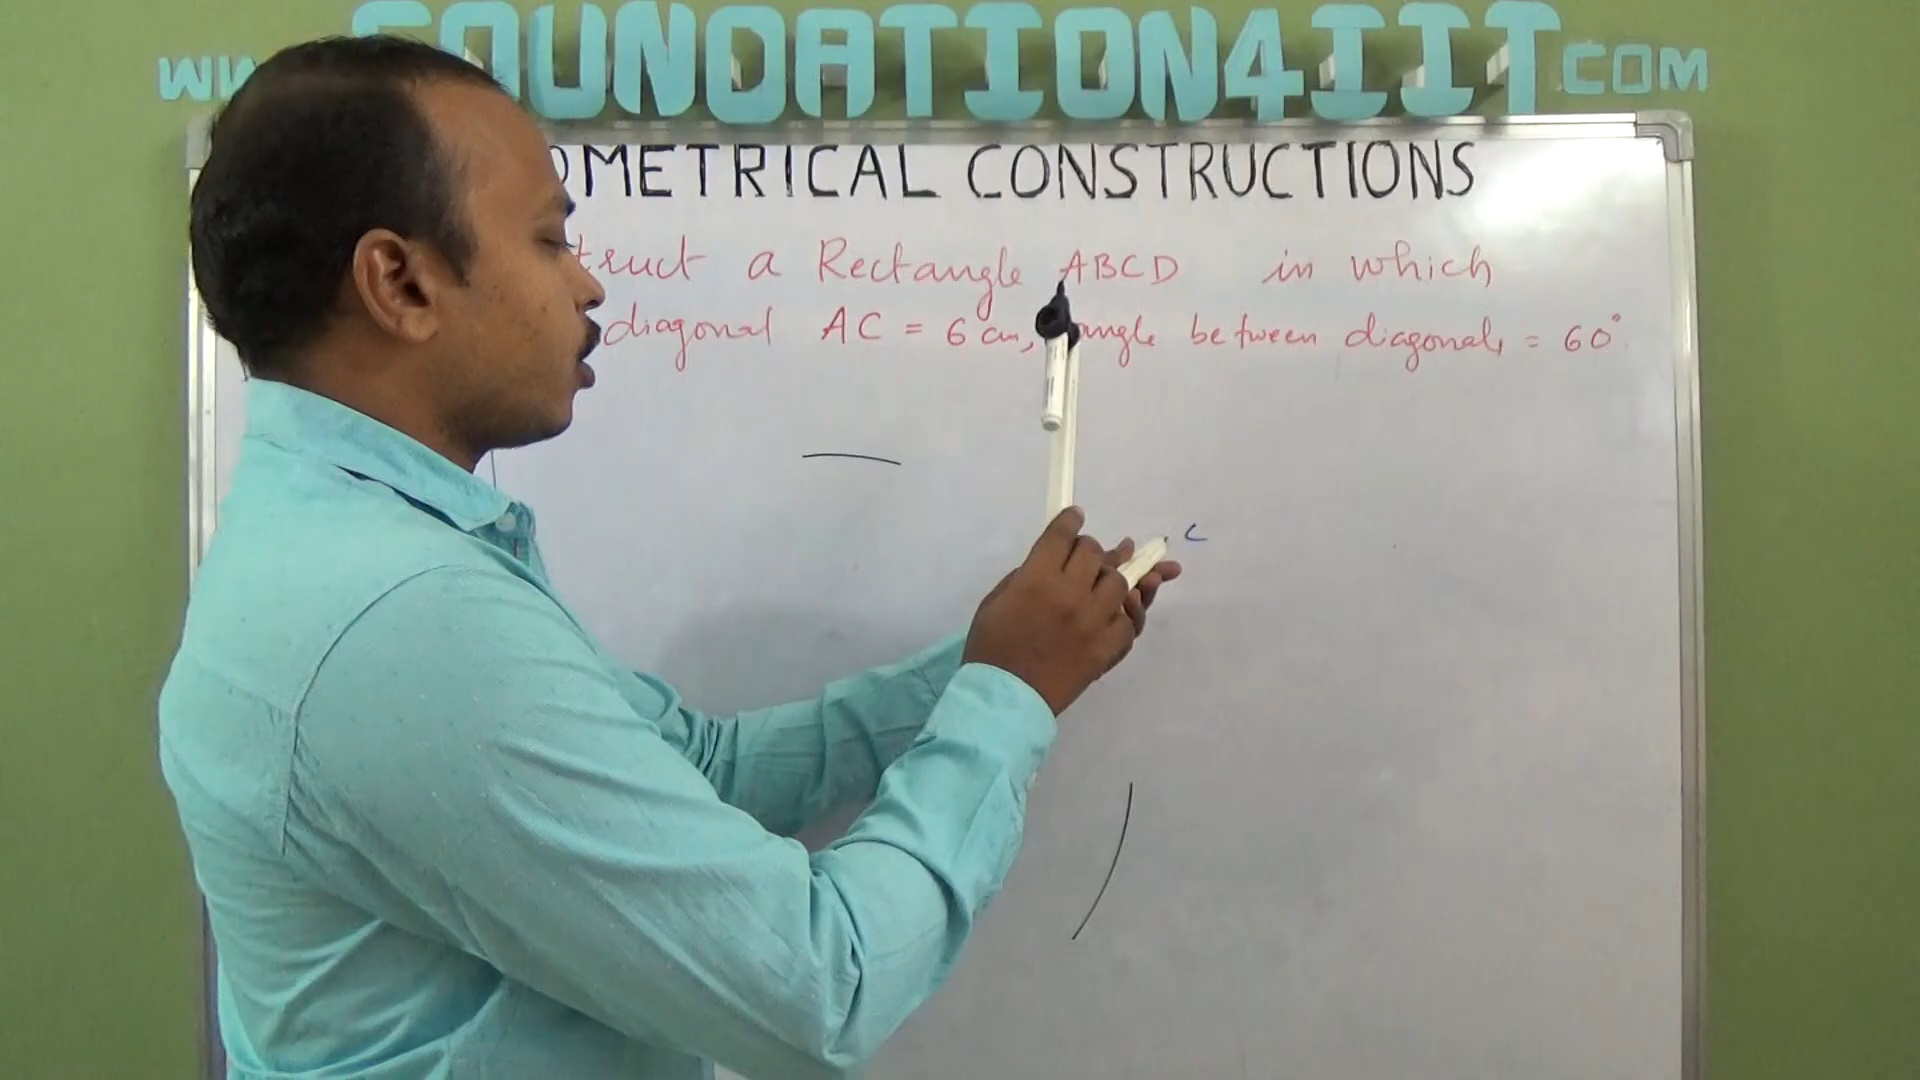 FOUNDATION4IIT.COM
OMETRICAL CONSTRUCTIONS
truct a Rectangle ABCD in which
diagonal AC = 6 cm, angle between diagonals = 60°
C